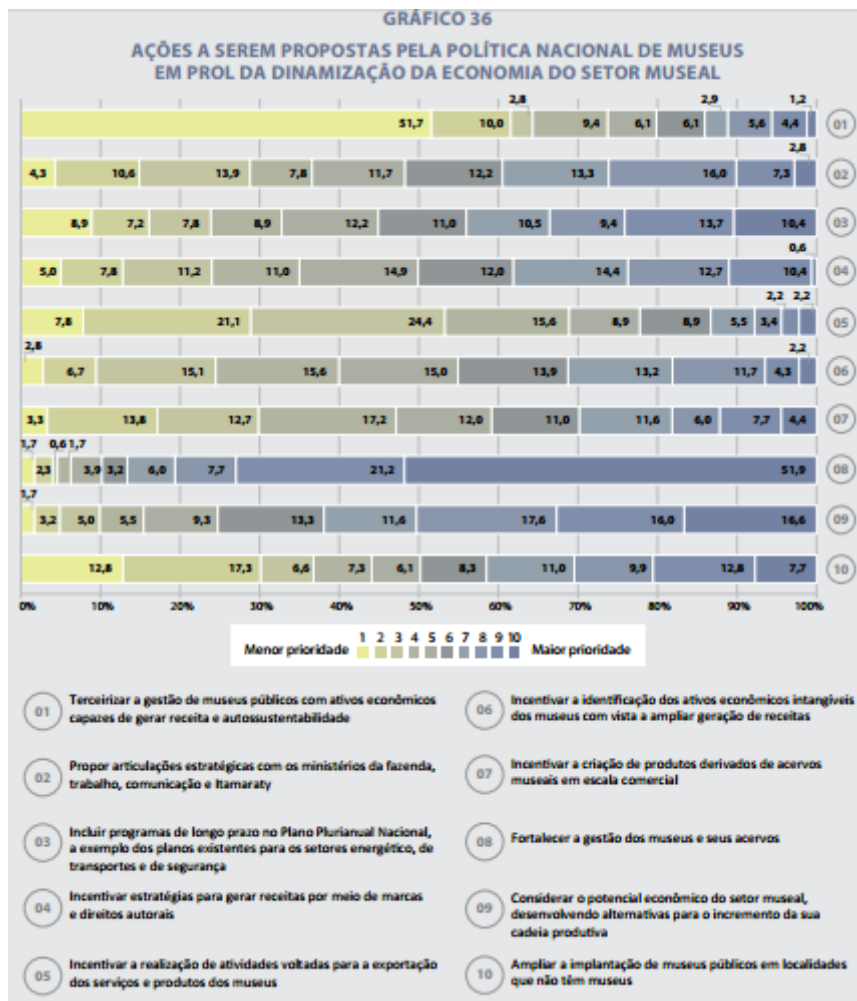 GRÁFICO 36
AÇÕES A SEREM PROPOSTAS PELA POLÍTICA NACIONAL DE MUSEUS
EM PROL DA DINAMIZAÇÃO DA ECONOMIA DO SETOR MUSEAL
0% 10% 20% 30% 40% 50% 60% 70% 80% 90% 100%
2,8 2,9 1,2
51,7 10,0 9,4 6,1 6,1 5,6 4,4 01
2,8
4,3 10,6 13,9 7,8 11,7 12,2 13,3 16,0 7,3 02
8,9 7,2 7,8 8,9 12,2 11,0 10,5 9,4 13,7 10,4 03
0,6
5,0 7,8 11,2 11,0 14,9 12,0 14,4 12,7 10,4 04
2,2 2,2
7,8 21,1 24,4 15,6 8,9 8,9 5,5 3,4 05
2,8 2,2
6,7 15,1 15,6 15,0 13,9 13,2 11,7 4,3 06
3,3 13,8 12,7 17,2 12,0 11,0 11,6 6,0 7,7 4,4 07
1,7 0,6 1,7
2,3 3,9 3,2 6,0 7,7 21,2 51,9 08
1,7
3,2 5,0 5,5 9,3 13,3 11,6 17,6 16,0 16,6 09
12,8 17,3 6,6 7,3 6,1 8,3 11,0 9,9 12,8 7,7 10
0% 10% 20% 30% 40% 50% 60% 70% 80% 90% 100%
1 2 3 4 5 6 7 8 9 10
Menor prioridade Maior prioridade
01 Terceirizar a gestão de museus públicos com ativos econômicos
capazes de gerar receita e autossustentabilidade
02 Propor articulações estratégicas com os ministérios da fazenda,
trabalho, comunicação e Itamaraty
03 Incluir programas de longo prazo no Plano Plurianual Nacional,
a exemplo dos planos existentes para os setores energético, de
transportes e de segurança
04 Incentivar estratégias para gerar receitas por meio de marcas
e direitos autorais
05 Incentivar a realização de atividades voltadas para a exportação
dos serviços e produtos dos museus
06 Incentivar a identificação dos ativos econômicos intangíveis
dos museus com vista a ampliar geração de receitas
07 Incentivar a criação de produtos derivados de acervos
museais em escala comercial
08 Fortalecer a gestão dos museus e seus acervos
09 Considerar o potencial econômico do setor museal,
desenvolvendo alternativas para o incremento da sua
cadeia produtiva
10 Ampliar a implantação de museus públicos em localidades
que não têm museus